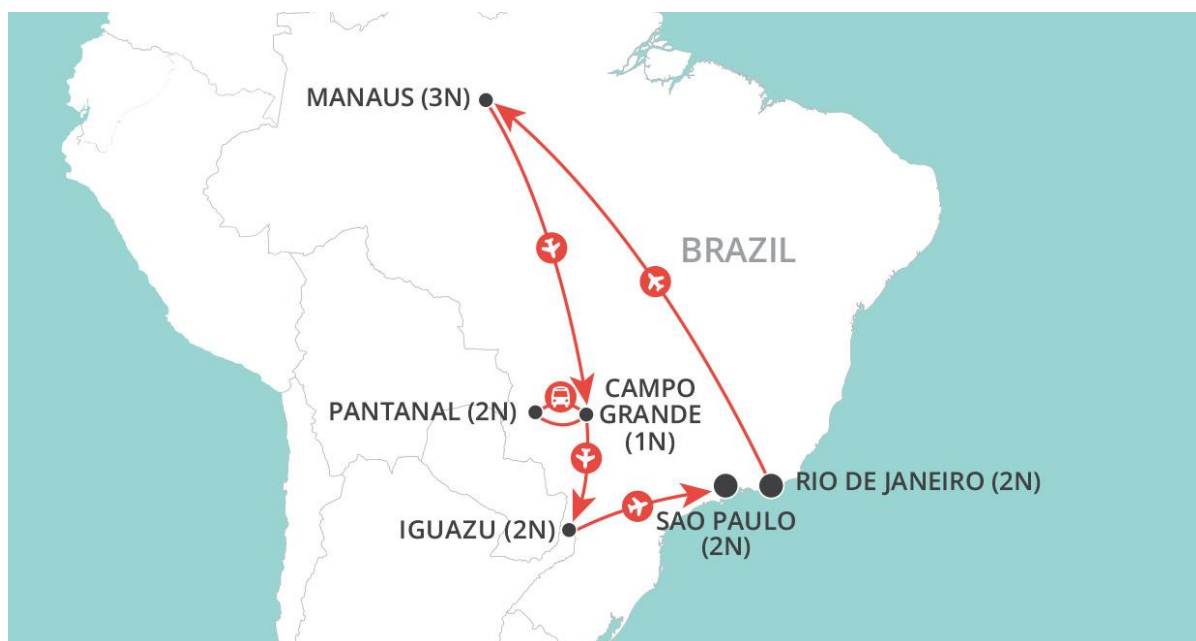 MANAUS (3N)
BRAZIL
CAMPO
GRANDE
(1N)
PANTANAL (2N)
RIO DE JANEIRO (2N)
SAO PAULO
(2N)
IGUAZU (2N)